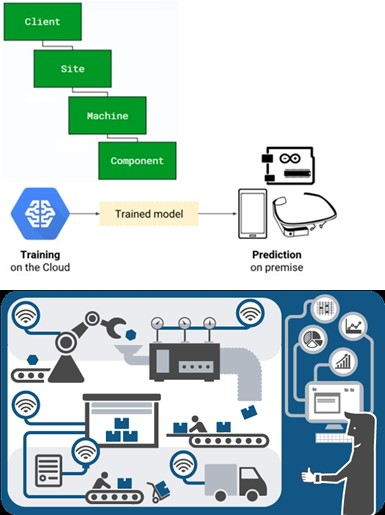 Client
Site
Machine
Component
Trained model
Training
on the Cloud
Prediction
on premise